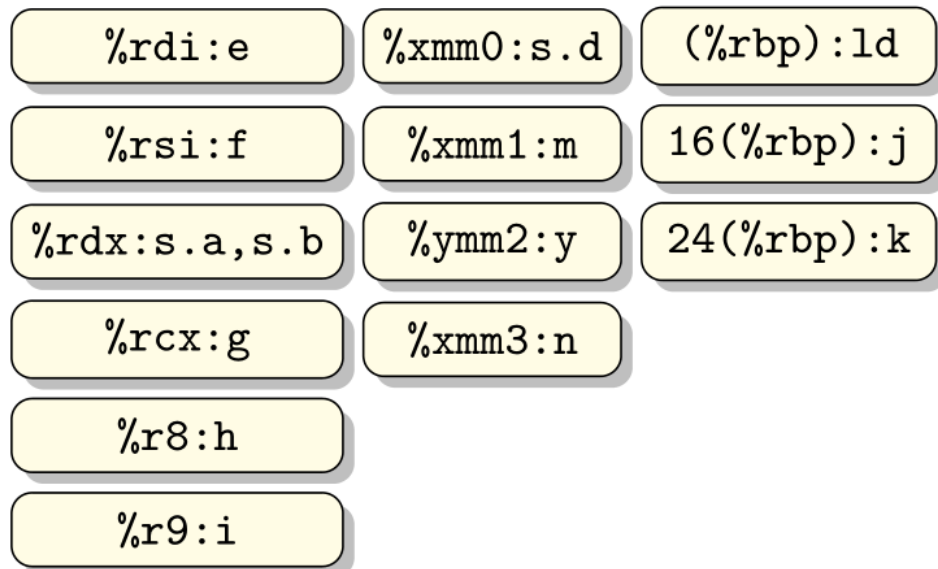 %rdi:e
%rsi:f
%rdx:s.a,s.b
%rcx:g
%r8:h
%r9:i
%xmm0:s.d
%xmm1:m
%ymm2:y
%xmm3:n
(%rbp):ld
16(%rbp):j
24(%rbp):k